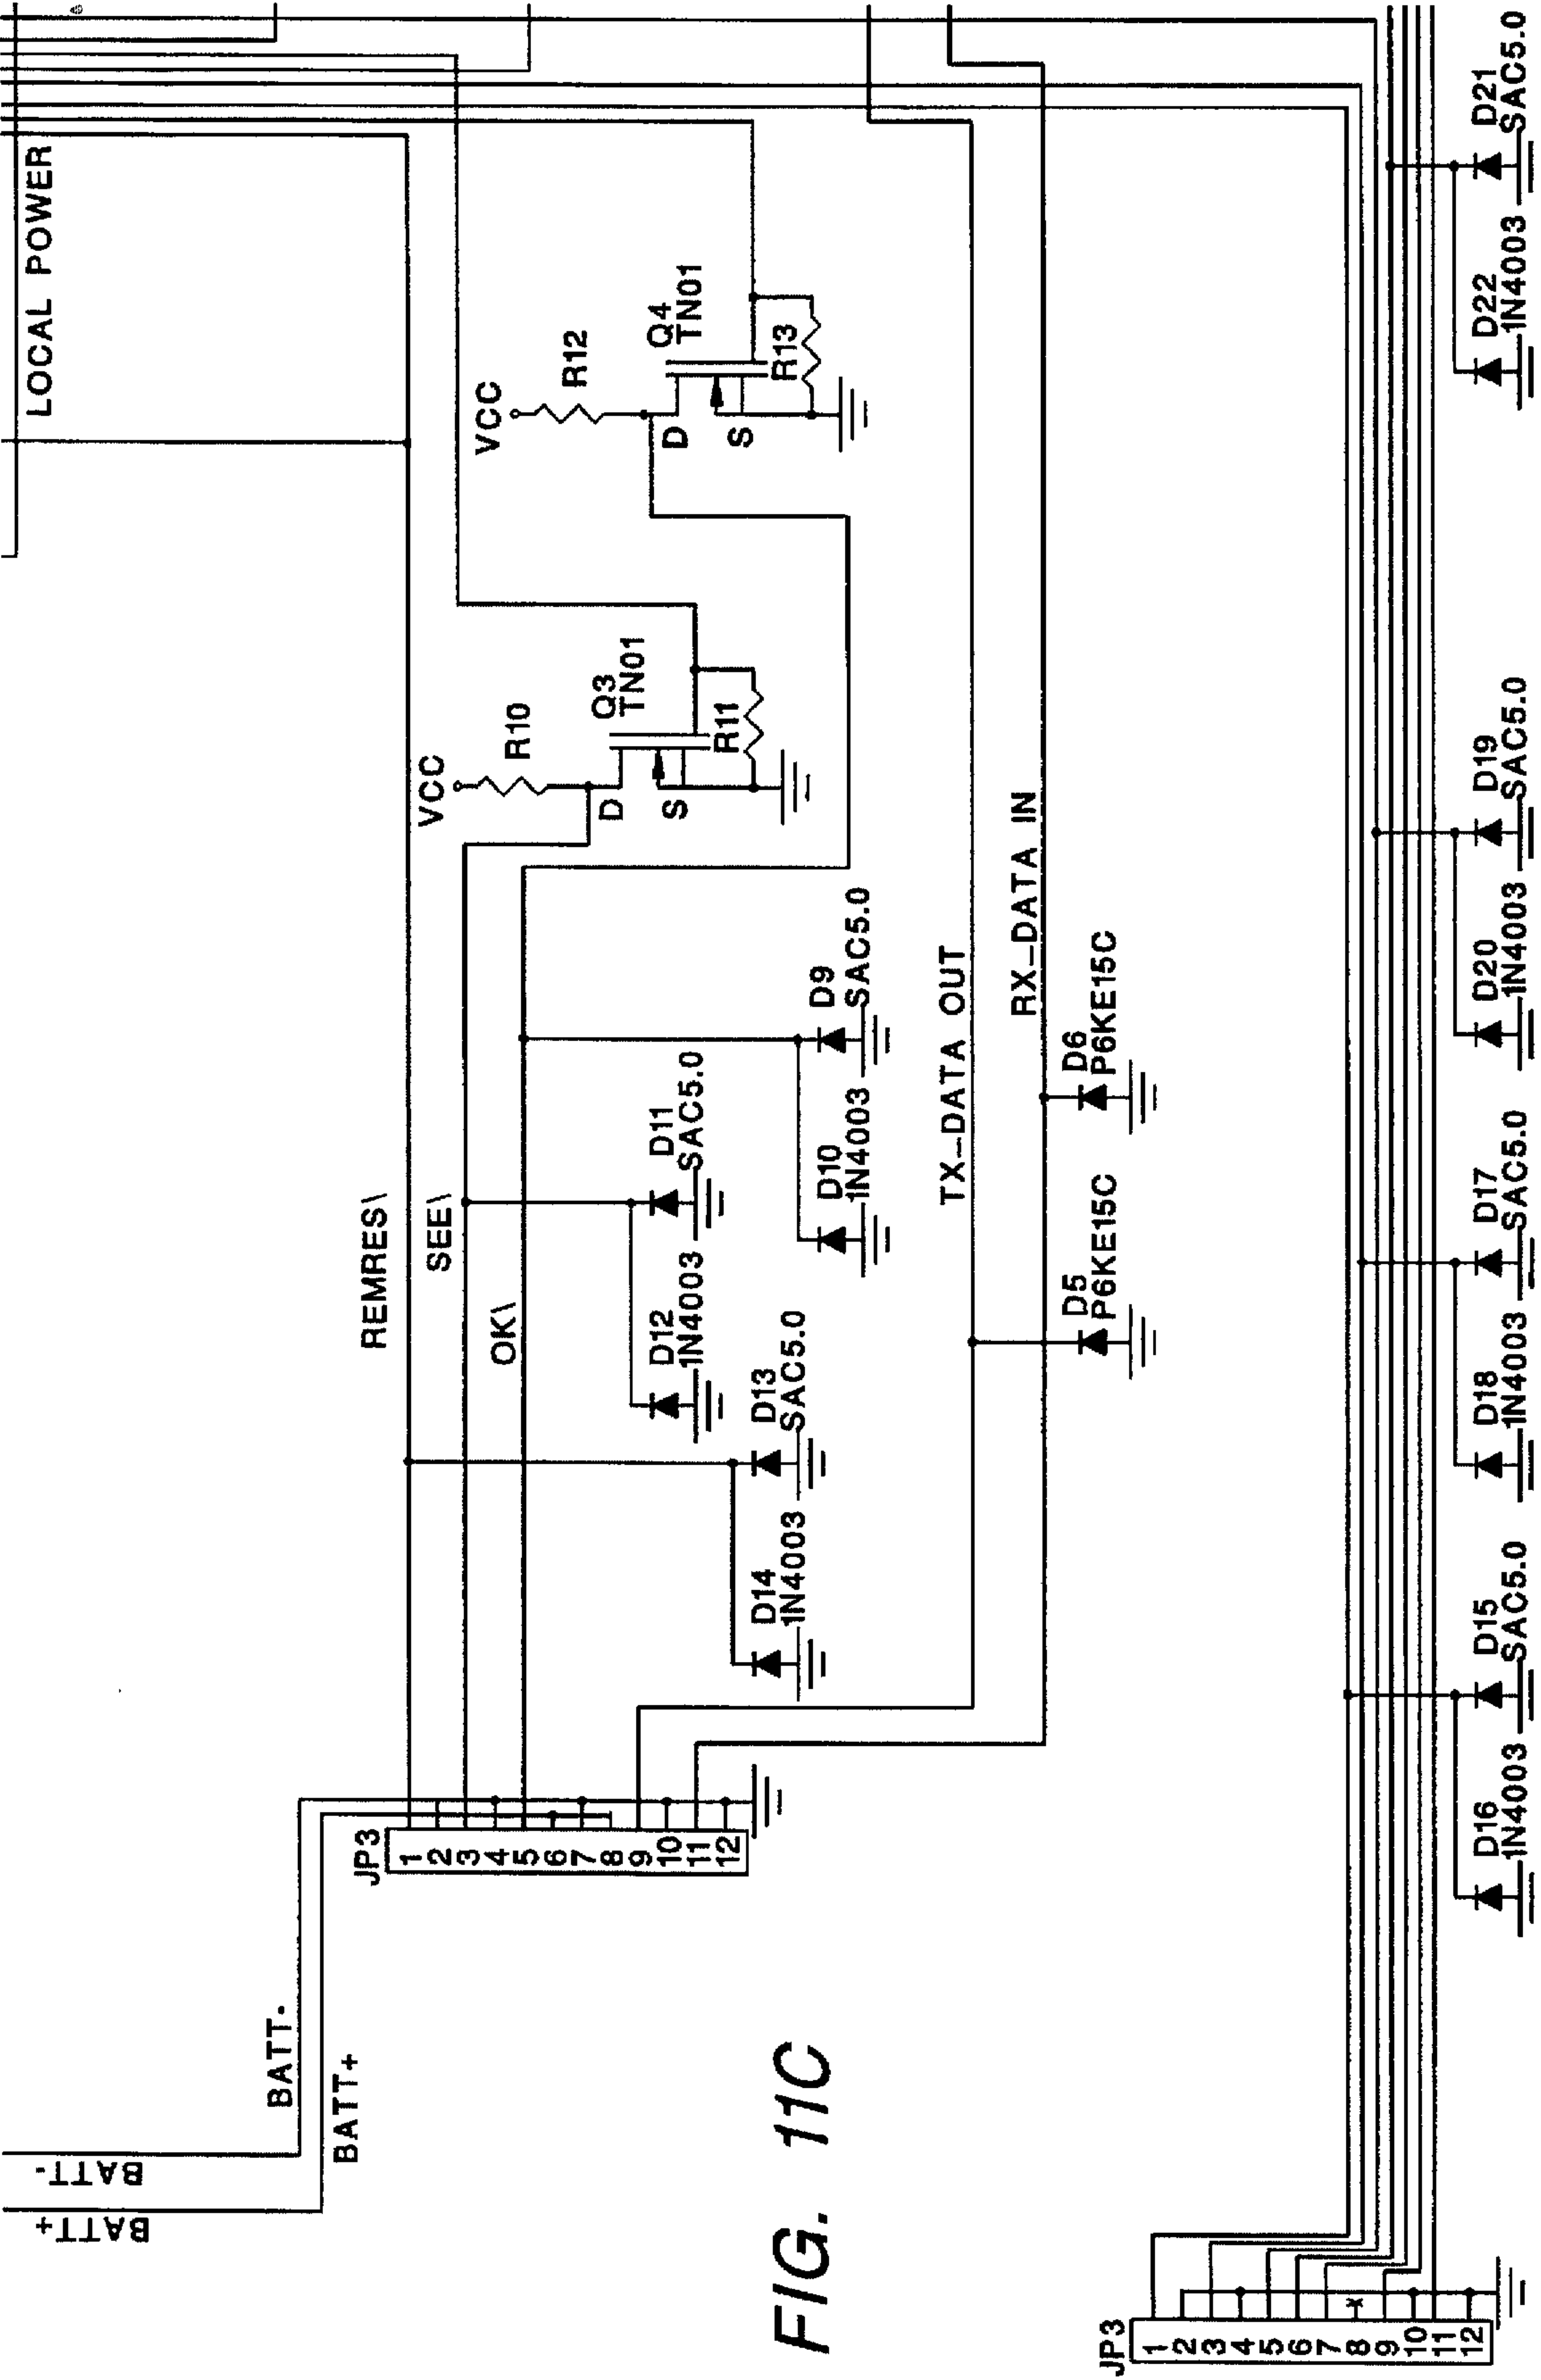 BATT-
BATT+
BATT-
BATT+
LOCAL POWER
JP3
1
2
3
4
5
6
7
8
9
10
11
12
REMRES\
SEE\
OK\
VCC
R10
D
S
Q3
TN01
R11
VCC
R12
D
S
Q4
TN01
R13
D14
1N4003
D13
SAC5.0
D12
1N4003
D11
SAC5.0
D10
1N4003
D9
SAC5.0
TX-DATA OUT
RX-DATA IN
D5
P6KE15C
D6
P6KE15C
FIG. 11C
JP3
1
2
3
4
5
6
7
8
9
10
11
12
D16
1N4003
D15
SAC5.0
D18
1N4003
D17
SAC5.0
D20
1N4003
D19
SAC5.0
D22
1N4003
D21
SAC5.0